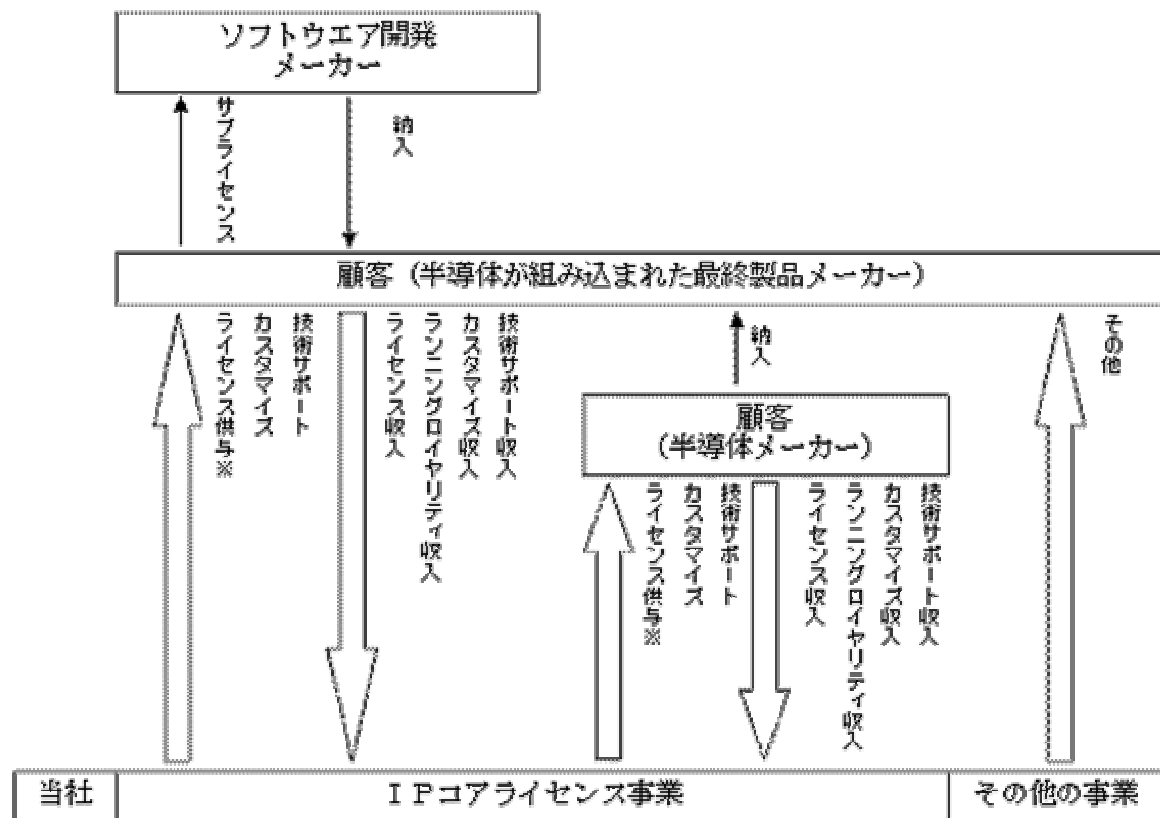 ソフトウエア開発
メーカー
サブライセンス
納入
顧客（半導体が組み込まれた最終製品メーカー）
ライセンス供与※
カスタマイズ
技術サポート
ライセンス収入
ランニングロイヤリティ収入
カスタマイズ収入
技術サポート収入
納入
その他
顧客
（半導体メーカー）
ライセンス供与※
カスタマイズ
技術サポート
ライセンス収入
ランニングロイヤリティ収入
カスタマイズ収入
技術サポート収入
当社
ＩＰコアライセンス事業
その他の事業